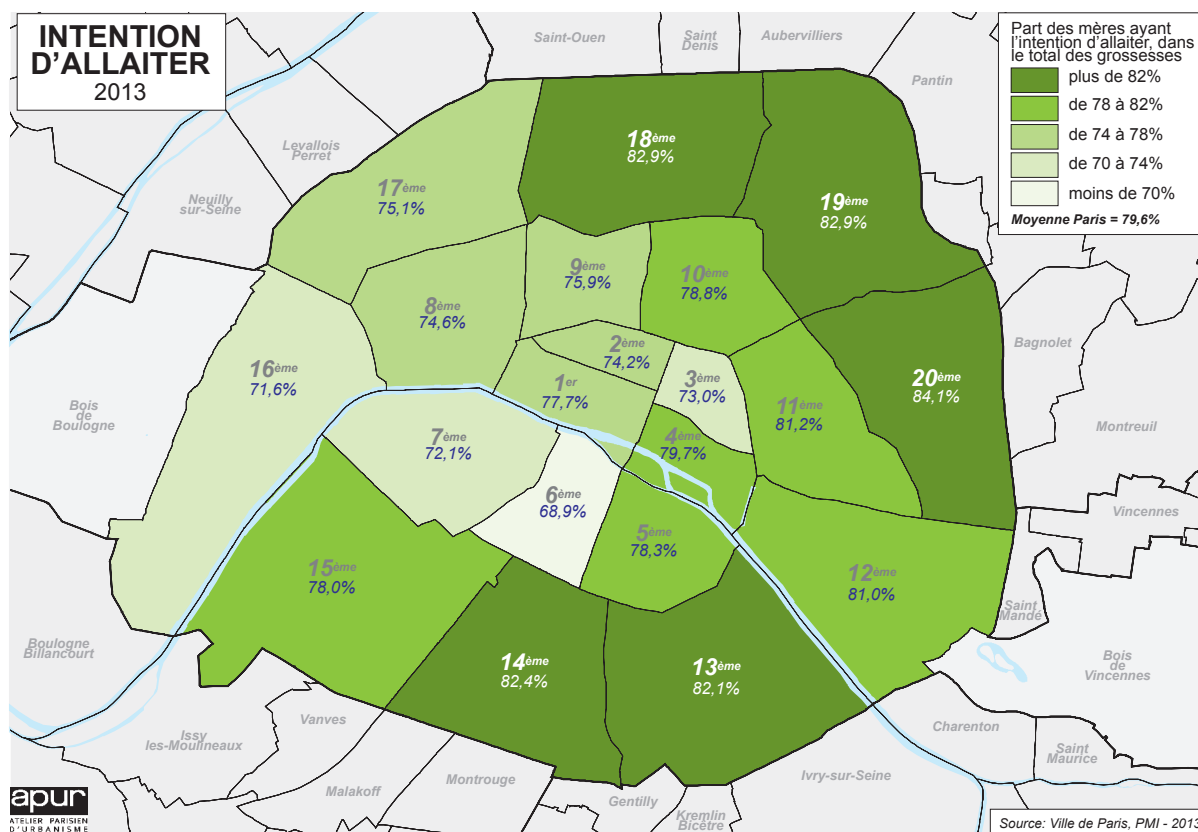 INTENTION
D'ALLAITER
2013
Part des mères ayant
l'intention d'allaiter, dans
le total des grossesses
plus de 82%
de 78 à 82%
de 74 à 78%
de 70 à 74%
moins de 70%
Moyenne Paris = 79,6%
Saint-Ouen
Saint
Denis
Aubervilliers
Pantin
Levallois
Perret
Neuilly
sur-Seine
18ème
82,9%
17ème
75,1%
19ème
82,9%
9ème
75,9%
10ème
78,8%
8ème
74,6%
2ème
74,2%
Bagnolet
16ème
71,6%
1er
77,7%
3ème
73,0%
20ème
84,1%
11ème
81,2%
Bois
de
Boulogne
Montreuil
7ème
72,1%
4ème
79,7%
6ème
68,9%
Vincennes
5ème
78,3%
15ème
78,0%
12ème
81,0%
Saint
Mandé
Boulogne
Billancourt
14ème
82,4%
13ème
82,1%
Bois
de
Vincennes
Vanves
Issy
les-Moulineaux
Charenton
Saint
Maurice
Malakoff
Montrouge
Ivry-sur-Seine
Gentilly
Kremlin
Bicêtre
apur
ATELIER PARISIEN
D'URBANISME
Source: Ville de Paris, PMI - 2013